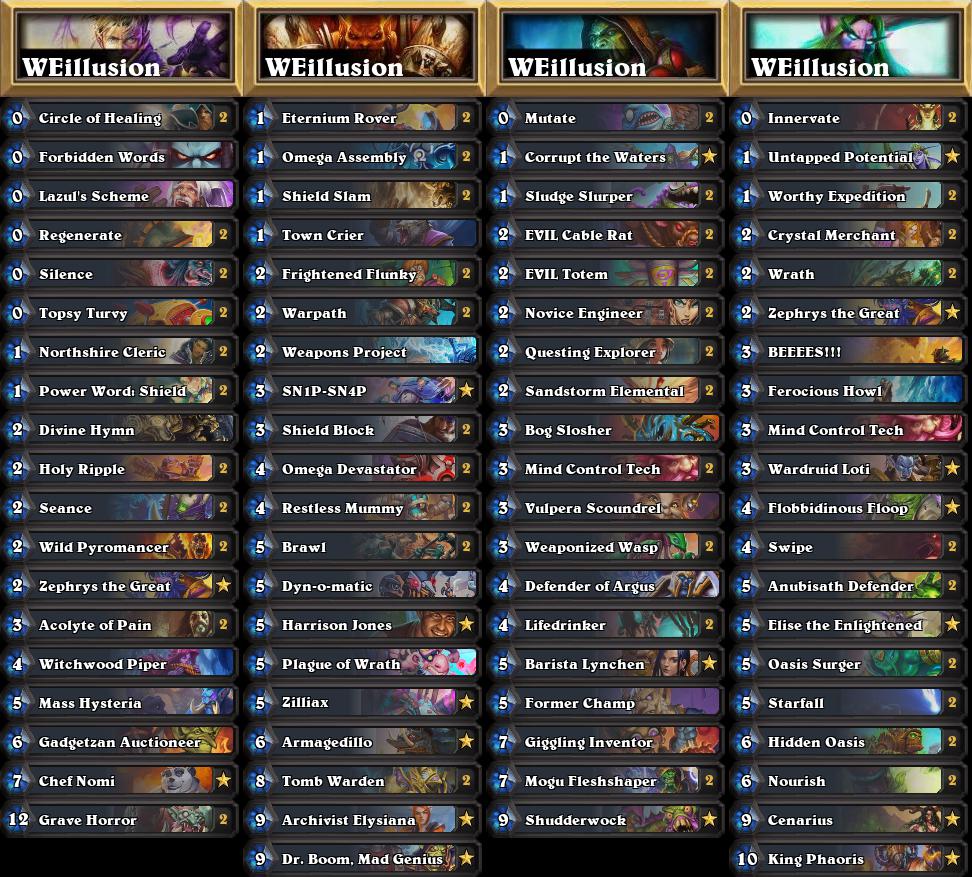 WEillusion
0 Circle of Healing 2
0 Forbidden Words
0 Lazul's Scheme
0 Regenerate 2
0 Silence 2
0 Topsy Turvy 2
1 Northshire Cleric 2
1 Power Word: Shield 2
2 Divine Hymn
2 Holy Ripple 2
2 Seance 2
2 Wild Pyromancer 2
2 Zephrys the Great
3 Acolyte of Pain 2
4 Witchwood Piper
5 Mass Hysteria 2
6 Gadgetzan Auctioneer
7 Chef Nomi
12 Grave Horror 2
WEillusion
1 Eternium Rover 2
1 Omega Assembly 2
1 Shield Slam 2
1 Town Crier
2 Frightened Flunky 2
2 Warpath 2
2 Weapons Project
3 SN1P-SN4P
3 Shield Block 2
4 Omega Devastator 2
4 Restless Mummy 2
5 Brawl 2
5 Dyn-o-matic
5 Harrison Jones
5 Plague of Wrath
5 Zilliax
6 Armagedillo
8 Tomb Warden 2
9 Archivist Elysiana
9 Dr. Boom, Mad Genius
WEillusion
0 Mutate 2
1 Corrupt the Waters
1 Sludge Slurper 2
2 EVIL Cable Rat 2
2 EVIL Totem 2
2 Novice Engineer 2
2 Questing Explorer 2
2 Sandstorm Elemental 2
3 Bog Slosher
3 Mind Control Tech 2
3 Vulpera Scoundrel
3 Weaponized Wasp 2
4 Defender of Argus
4 Lifedrinker 2
5 Barista Lynchen
5 Former Champ
7 Giggling Inventor
7 Mogu Fleshshaper 2
9 Shudderwock
WEillusion
0 Innervate 2
1 Untapped Potential
1 Worthy Expedition 2
2 Crystal Merchant 2
2 Wrath 2
2 Zephrys the Great
3 BEEEES!!!
3 Ferocious Howl
3 Mind Control Tech
3 Wardruid Loti
4 Flobbidinous Floop
4 Swipe 2
5 Anubisath Defender 2
5 Elise the Enlightened
5 Oasis Surger 2
5 Starfall 2
6 Hidden Oasis 2
6 Nourish 2
9 Cenarius
10 King Phaoris